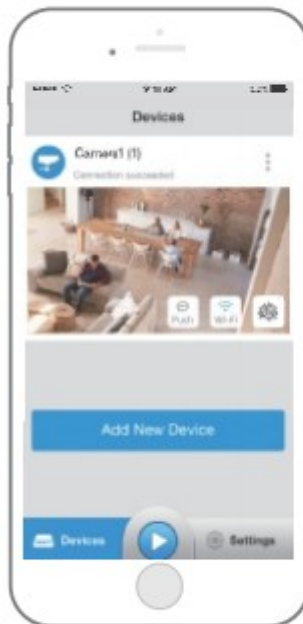 Devices
Camera1 (1)
Connection succeeded
Push
Wi-Fi
Add New Device
Devices
Settings